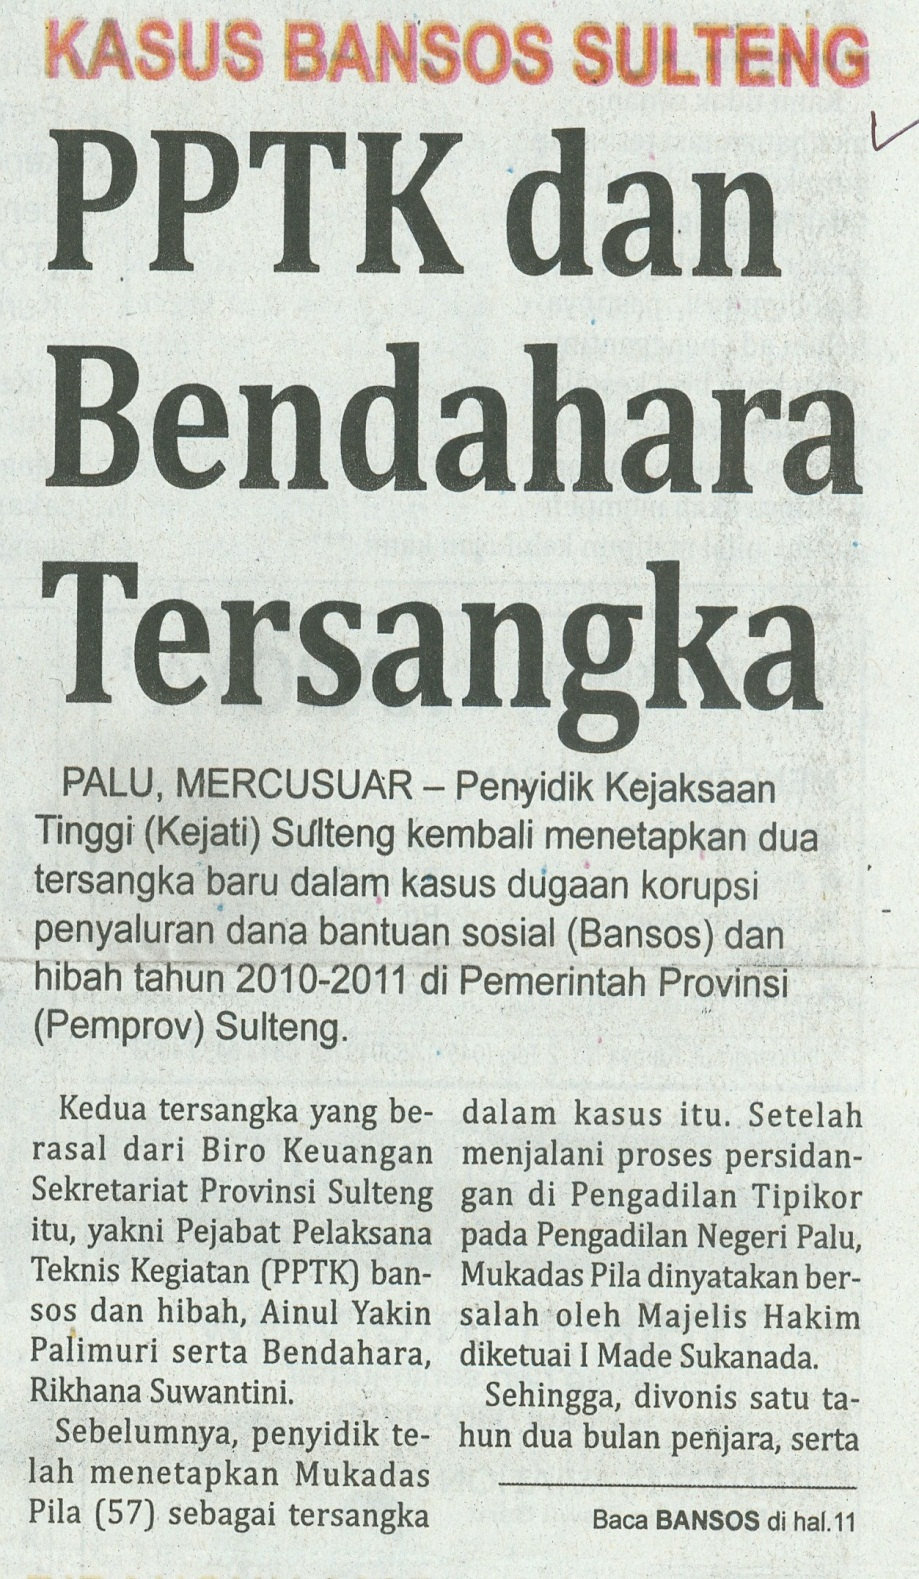 KASUS BANSOS SULTENG
PPTK dan
Bendahara
Tersangka
PALU, MERCUSUAR – Penyidik Kejaksaan
Tinggi (Kejati) Sulteng kembali menetapkan dua
tersangka baru dalam kasus dugaan korupsi
penyaluran dana bantuan sosial (Bansos) dan
hibah tahun 2010-2011 di Pemerintah Provinsi
(Pemprov) Sulteng.
Kedua tersangka yang be-
rasal dari Biro Keuangan
Sekretariat Provinsi Sulteng
itu, yakni Pejabat Pelaksana
Teknis Kegiatan (PPTK) ban-
sos dan hibah, Ainul Yakin
Palimuri serta Bendahara,
Rikhana Suwantini.
Sebelumnya, penyidik te-
lah menetapkan Mukadas
Pila (57) sebagai tersangka
dalam kasus itu. Setelah
menjalani proses persidan-
gan di Pengadilan Tipikor
pada Pengadilan Negeri Palu,
Mukadas Pila dinyatakan ber-
salah oleh Majelis Hakim
diketuai I Made Sukanada.
Sehingga, divonis satu ta-
hun dua bulan penjara, serta
Baca BANSOS di hal.11